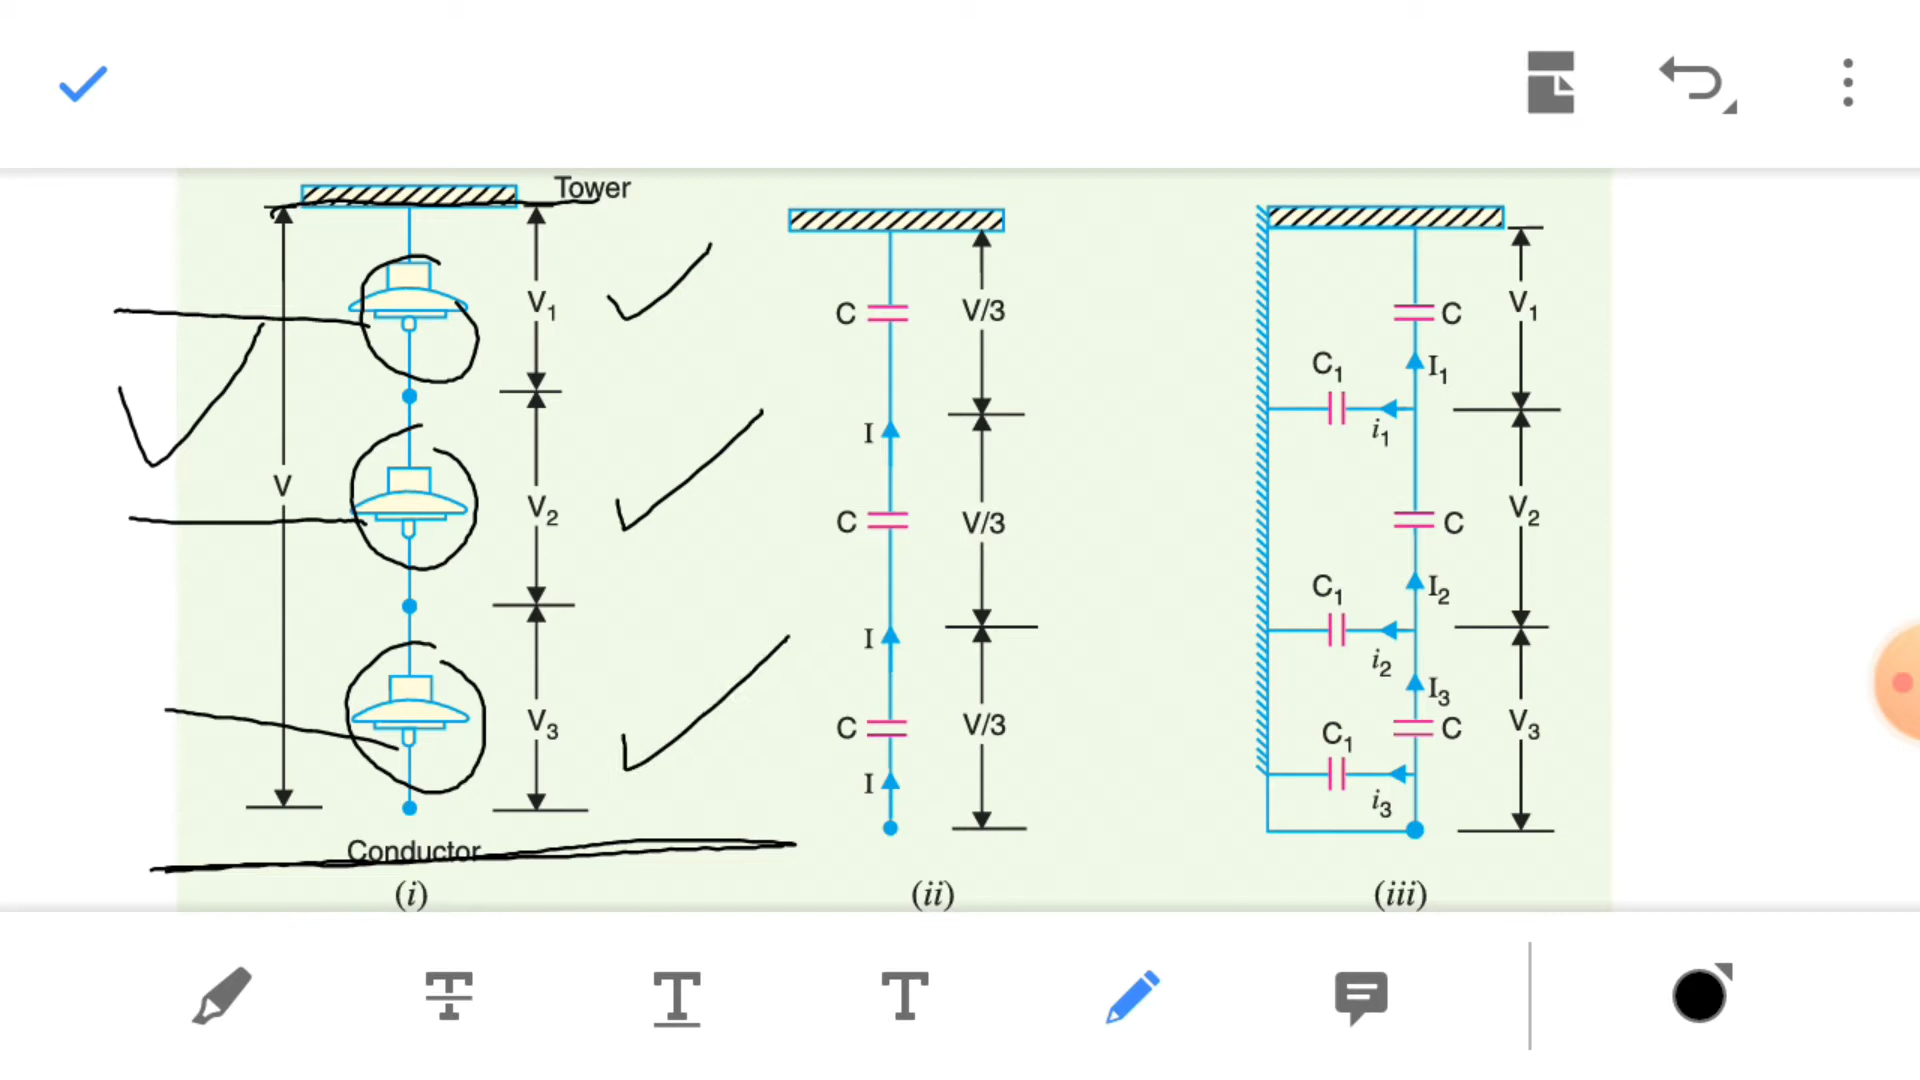 Tower
V
V1
V2
V3
Conductor
(i)
C
V/3
I
C
V/3
I
C
V/3
I
(ii)
C
V1
C1
I1
i1
C
V2
C1
I2
i2
I3
C1
C
V3
i3
(iii)
T
T
T